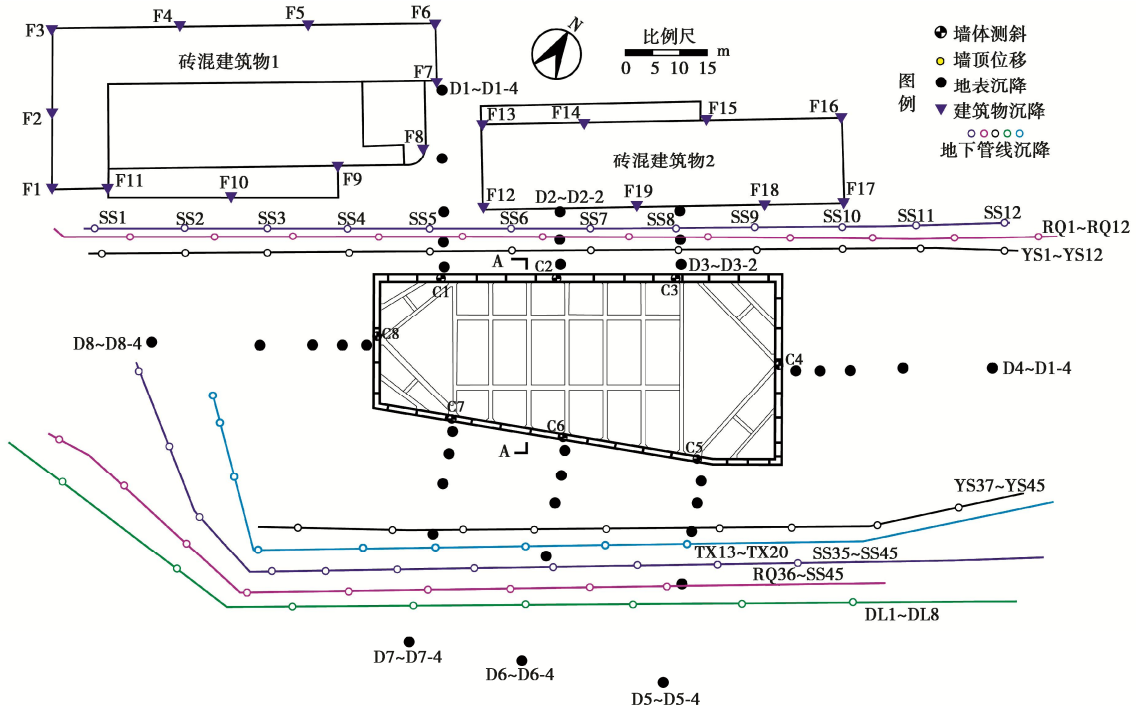 F3
F4
F5
F6
N
比例尺
m
0 5 10 15
图例
墙体测斜
墙顶位移
地表沉降
建筑物沉降
地下管线沉降
砖混建筑物1
F7
D1~D1-4
F2
F8
F13
F14
F15
F16
砖混建筑物2
F1
F11
F10
F9
F12
D2~D2-2
F19
F18
F17
SS1
SS2
SS3
SS4
SS5
SS6
SS7
SS8
SS9
SS10
SS11
SS12
RQ1~RQ12
YS1~YS12
A
C2
D3~D3-2
C1
C3
D8~D8-4
C8
C4
D4~D1-4
C7
C6
A
C5
YS37~YS45
TX13~TX20
SS35~SS45
RQ36~SS45
DL1~DL8
D7~D7-4
D6~D6-4
D5~D5-4